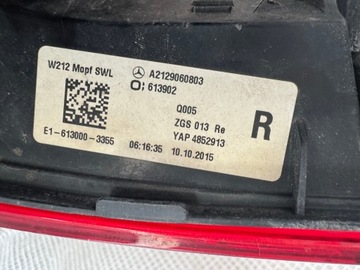 W212 Mopf SWL A2129060803
613902
Q005
ZGS 013 Re R
E1-613000-3355 YAP 4852913
06:16:35 10.10.2015